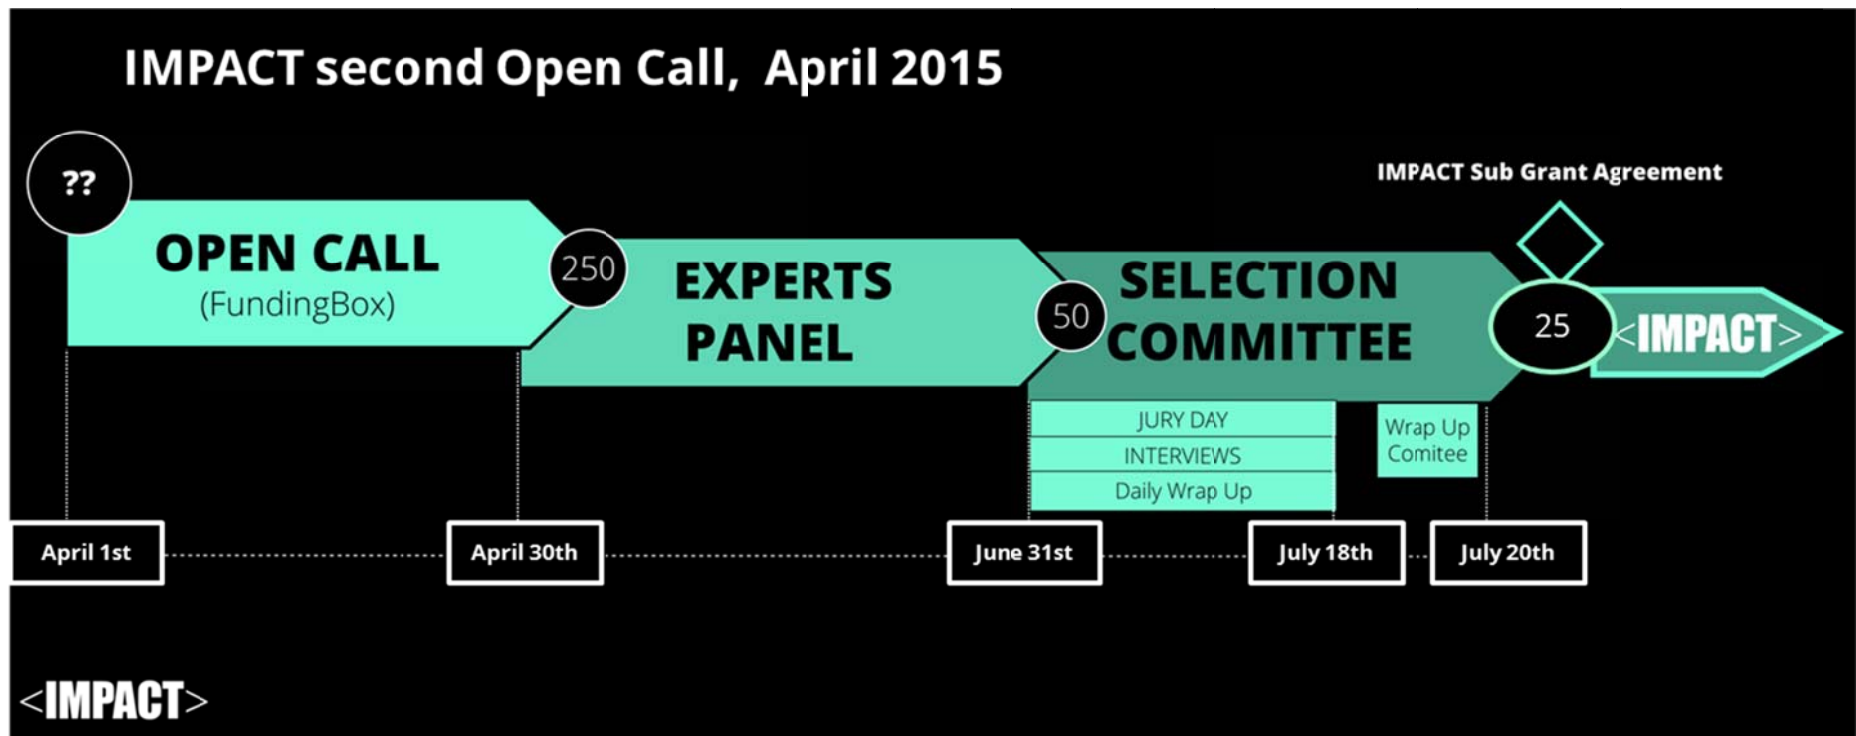 IMPACT second Open Call, April 2015
??
IMPACT Sub Grant Agreement
OPEN CALL
(FundingBox)
250
EXPERTS
PANEL
50
SELECTION
COMMITTEE
25
<IMPACT>
JURY DAY
INTERVIEWS
Daily Wrap Up
Wrap Up
Comitee
April 1st
April 30th
June 31st
July 18th
July 20th
<IMPACT>